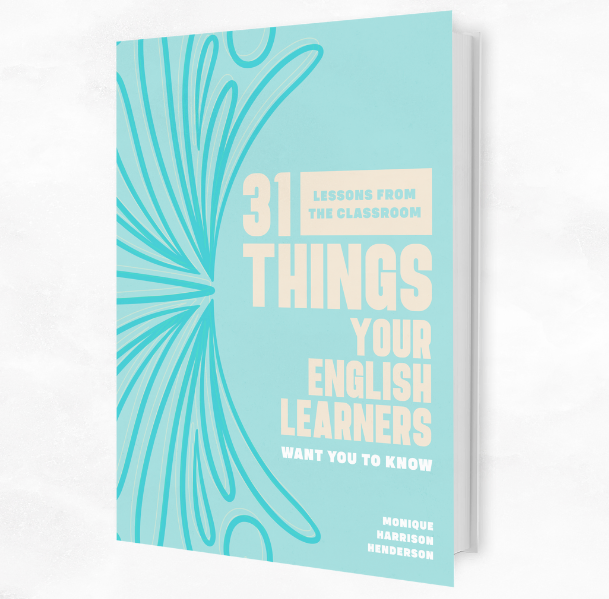 31
LESSONS FROM
THE CLASSROOM
THINGS
YOUR
ENGLISH
LEARNERS
WANT YOU TO KNOW
MONIQUE
HARRISON
HENDERSON